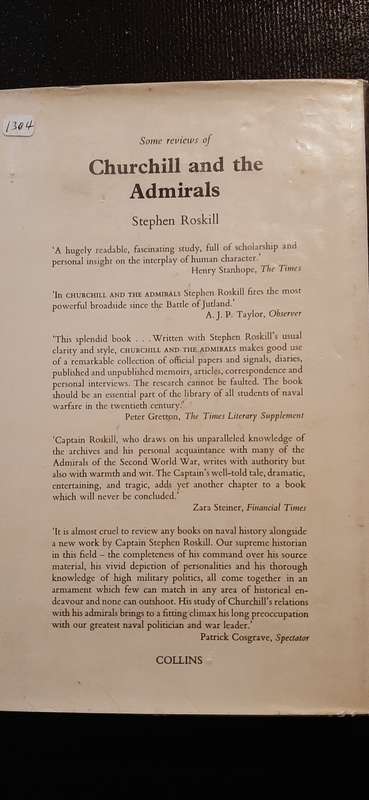 1304
Some reviews of
Churchill and the
Admirals
Stephen Roskill
'A hugely readable, fascinating study, full of scholarship and
personal insight on the interplay of human character.'
Henry Stanhope, The Times
'In CHURCHILL AND THE ADMIRALS Stephen Roskill fires the most
powerful broadside since the Battle of Jutland.'
A. J. P. Taylor, Observer
'This splendid book . . . Written with Stephen Roskill's usual
clarity and style, CHURCHILL AND THE ADMIRALS makes good use
of a remarkable collection of official papers and signals, diaries,
published and unpublished memoirs, articles, correspondence and
personal interviews. The research cannot be faulted. The book
should be an essential part of the library of all students of naval
warfare in the twentieth century.'
Peter Gretton, The Times Literary Supplement
'Captain Roskill, who draws on his unparalleled knowledge of
the archives and his personal acquaintance with many of the
Admirals of the Second World War, writes with authority but
also with warmth and wit. The Captain's well-told tale, dramatic,
entertaining, and tragic, adds yet another chapter to a book
which will never be concluded.'
Zara Steiner, Financial Times
'It is almost cruel to review any books on naval history alongside
a new work by Captain Stephen Roskill. Our supreme historian
in this field – the completeness of his command over his source
material, his vivid depiction of personalities and his thorough
knowledge of high military politics, all come together in an
armament which few can match in any area of historical en-
deavour and none can outshoot. His study of Churchill's relations
with his admirals brings to a fitting climax his long preoccupation
with our greatest naval politician and war leader.'
Patrick Cosgrave, Spectator
COLLINS